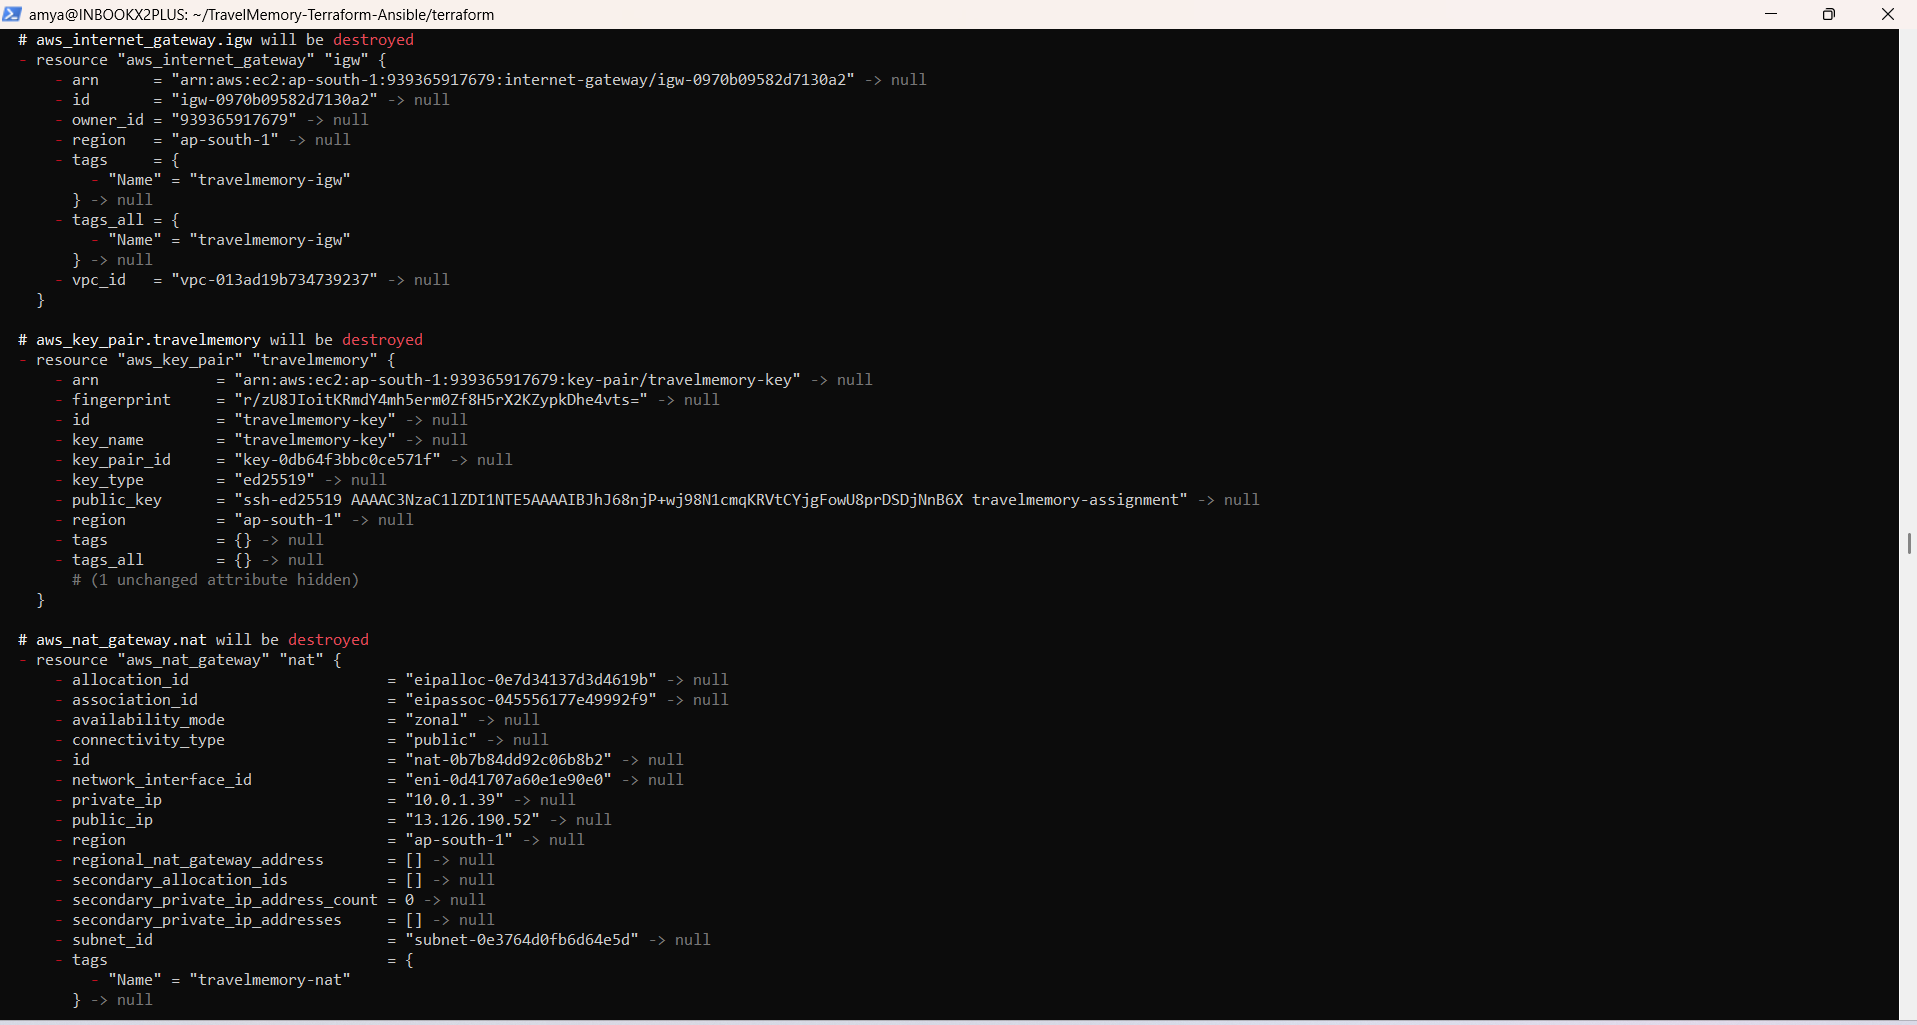 amya@INBOOKX2PLUS: ~/TravelMemory-Terraform-Ansible/terraform
# aws_internet_gateway.igw will be destroyed
- resource "aws_internet_gateway" "igw" {
    - arn      = "arn:aws:ec2:ap-south-1:939365917679:internet-gateway/igw-0970b09582d7130a2" -> null
    - id       = "igw-0970b09582d7130a2" -> null
    - owner_id = "939365917679" -> null
    - region   = "ap-south-1" -> null
    - tags     = {
        - "Name" = "travelmemory-igw"
      } -> null
    - tags_all = {
        - "Name" = "travelmemory-igw"
      } -> null
    - vpc_id   = "vpc-013ad19b734739237" -> null
  }
# aws_key_pair.travelmemory will be destroyed
- resource "aws_key_pair" "travelmemory" {
    - arn             = "arn:aws:ec2:ap-south-1:939365917679:key-pair/travelmemory-key" -> null
    - fingerprint     = "r/zU8JIoitKRmdY4mh5erm0Zf8H5rX2KZypkDhe4vts=" -> null
    - id              = "travelmemory-key" -> null
    - key_name        = "travelmemory-key" -> null
    - key_pair_id     = "key-0db64f3bbc0ce571f" -> null
    - key_type        = "ed25519" -> null
    - public_key      = "ssh-ed25519 AAAAC3NzaC1lZDI1NTE5AAAAIBJhJ68njP+wj98N1cmqKRVtCYjgFowU8prDSDjNnB6X travelmemory-assignment" -> null
    - region          = "ap-south-1" -> null
    - tags            = {} -> null
    - tags_all        = {} -> null
      # (1 unchanged attribute hidden)
  }
# aws_nat_gateway.nat will be destroyed
- resource "aws_nat_gateway" "nat" {
    - allocation_id                      = "eipalloc-0e7d34137d3d4619b" -> null
    - association_id                     = "eipassoc-045556177e49992f9" -> null
    - availability_mode                  = "zonal" -> null
    - connectivity_type                  = "public" -> null
    - id                                 = "nat-0b7b84dd92c06b8b2" -> null
    - network_interface_id               = "eni-0d41707a60e1e90e0" -> null
    - private_ip                         = "10.0.1.39" -> null
    - public_ip                          = "13.126.190.52" -> null
    - region                             = "ap-south-1" -> null
    - regional_nat_gateway_address       = [] -> null
    - secondary_allocation_ids           = [] -> null
    - secondary_private_ip_address_count = 0 -> null
    - secondary_private_ip_addresses     = [] -> null
    - subnet_id                          = "subnet-0e3764d0fb6d64e5d" -> null
    - tags                               = {
        - "Name" = "travelmemory-nat"
      } -> null